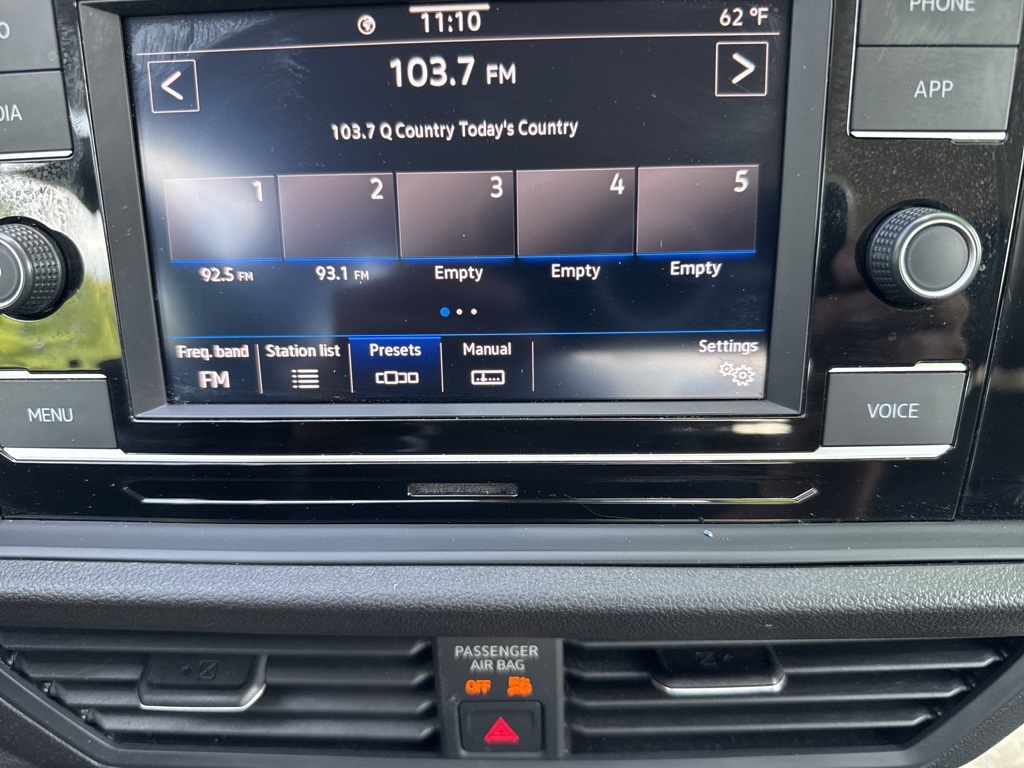 11:10
62 °F
PHONE
APP
103.7 FM
103.7 Q Country Today's Country
1 2 3 4 5
92.5 FM 93.1 FM Empty Empty Empty
Freq. band Station list Presets Manual Settings
FM
MENU
VOICE
PASSENGER
AIR BAG
OFF